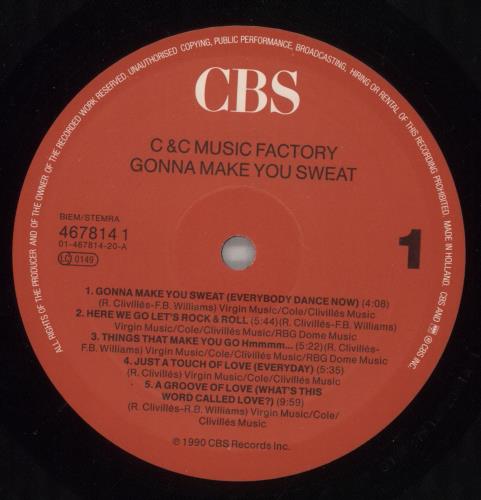 ALL RIGHTS OF THE PRODUCER AND OF THE OWNER OF THE RECORDED WORK RESERVED. UNAUTHORISED COPYING, PUBLIC PERFORMANCE, BROADCASTING, HIRING OR RENTAL OF THIS RECORDING PROHIBITED. MADE IN HOLLAND. CBS AND ® CBS INC.
CBS
C & C MUSIC FACTORY
GONNA MAKE YOU SWEAT
BIEM/STEMRA
467814 1
01-467814-20-A
LC 0149
1
1. GONNA MAKE YOU SWEAT (EVERYBODY DANCE NOW) (4:08)
(R. Clivillés-F.B. Williams) Virgin Music/Cole/Clivillés Music
2. HERE WE GO LET'S ROCK & ROLL (5:44)(R. Clivillés-F.B. Williams)
Virgin Music/Cole/Clivillés Music/RBG Dome Music
3. THINGS THAT MAKE YOU GO Hmmmm... (5:22)(R. Clivillés-
F.B. Williams) Virgin Music/Cole/Clivillés Music/RBG Dome Music
4. JUST A TOUCH OF LOVE (EVERYDAY) (5:35)
(R. Clivillés) Virgin Music/Cole/Clivillés Music
5. A GROOVE OF LOVE (WHAT'S THIS
WORD CALLED LOVE?) (9:59)
(R. Clivillés-R.B. Williams) Virgin Music/Cole/
Clivillés Music
℗ 1990 CBS Records Inc.